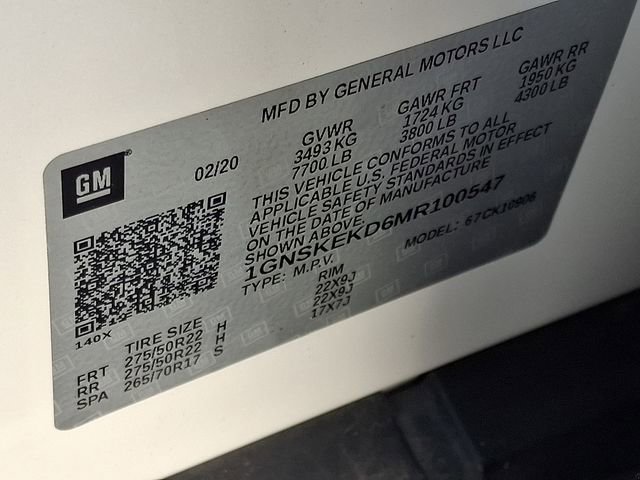 MFD BY GENERAL MOTORS LLC
GM
02/20
GVWR
3493 KG
7700 LB
GAWR FRT
1724 KG
3800 LB
GAWR RR
1950 KG
4300 LB
THIS VEHICLE CONFORMS TO ALL
APPLICABLE U.S. FEDERAL MOTOR
VEHICLE SAFETY STANDARDS IN EFFECT
ON THE DATE OF MANUFACTURE
SHOWN ABOVE.
1GNSKEKD6MR100547
TYPE: M.P.V.
MODEL: 67CK10906
140X
TIRE SIZE RIM
FRT 275/50R22 H 22X9J
RR 275/50R22 H 22X9J
SPA 265/70R17 S 17X7J